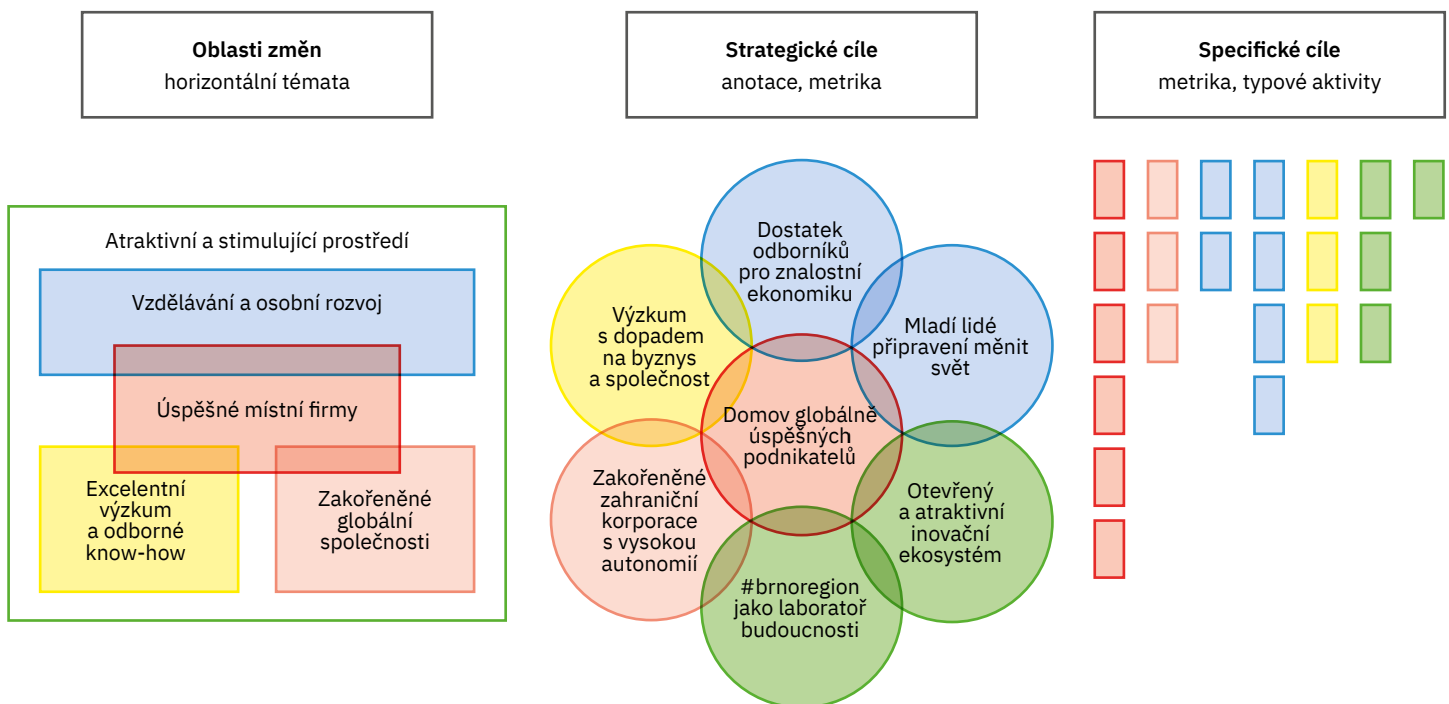 Oblasti změn
horizontální témata
Strategické cíle
anotace, metrika
Specifické cíle
metrika, typové aktivity
Atraktivní a stimulující prostředí
Vzdělávání a osobní rozvoj
Úspěšné místní firmy
Excelentní
výzkum
a odborné
know-how
Zakořeněné
globální
společnosti
Dostatek
odborníků
pro znalostní
ekonomiku
Výzkum
s dopadem
na byznys
a společnost
Mladí lidé
připravení měnit
svět
Domov globálně
úspěšných
podnikatelů
Zakořeněné
zahraniční
korporace
s vysokou
autonomií
Otevřený
a atraktivní
inovační
ekosystém
#brnoregion
jako laboratoř
budoucnosti